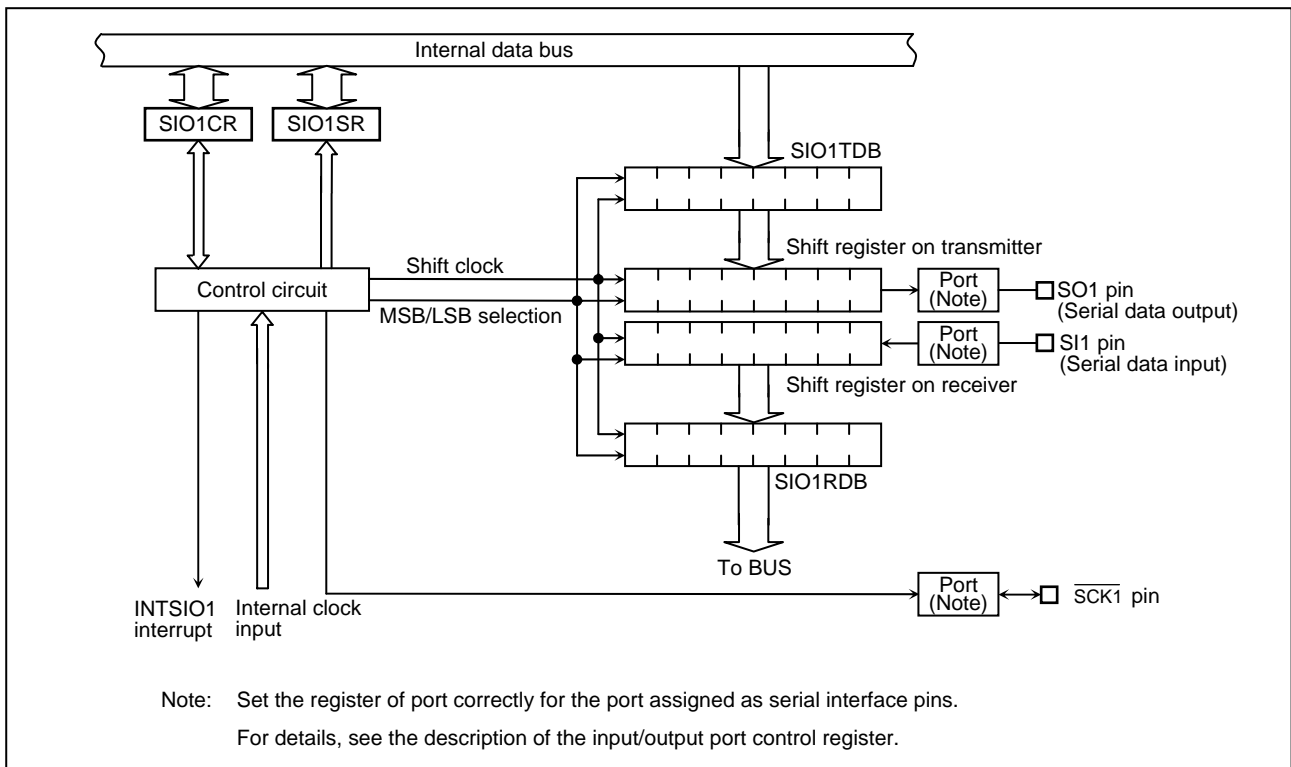 Internal data bus
SIO1CR
SIO1SR
SIO1TDB
Shift register on transmitter
Shift clock
Control circuit
MSB/LSB selection
Port
(Note)
SO1 pin
(Serial data output)
Port
(Note)
SI1 pin
(Serial data input)
Shift register on receiver
SIO1RDB
To BUS
INTSIO1
interrupt
Internal clock
input
Port
(Note)
SCK1 pin
Note: Set the register of port correctly for the port assigned as serial interface pins.
For details, see the description of the input/output port control register.